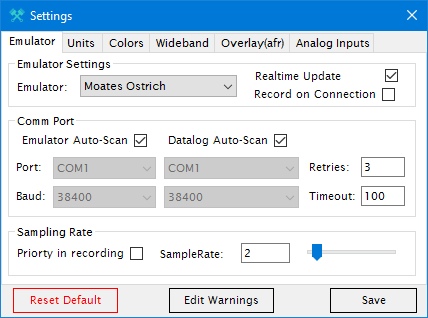 Settings
Emulator Units Colors Wideband Overlay(afr) Analog Inputs
Emulator Settings
Emulator: Moates Ostrich
Realtime Update
Record on Connection
Comm Port
Emulator Auto-Scan Datalog Auto-Scan
Port: COM1 COM1 Retries: 3
Baud: 38400 38400 Timeout: 100
Sampling Rate
Priorty in recording SampleRate: 2
Reset Default Edit Warnings Save